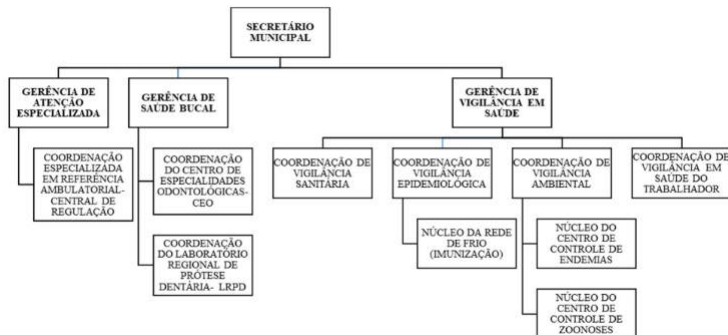 SECRETÁRIO
MUNICIPAL
GERÊNCIA DE
ATENÇÃO
ESPECIALIZADA
GERÊNCIA DE
SAÚDE BUCAL
GERÊNCIA DE
VIGILÂNCIA EM
SAÚDE
COORDENAÇÃO
ESPECIALIZADA
EM REFERÊNCIA
AMBULATORIAL-
CENTRAL DE
REGULAÇÃO
COORDENAÇÃO
DO CENTRO DE
ESPECIALIDADES
ODONTOLÓGICAS-
CEO
COORDENAÇÃO DE
VIGILÂNCIA
SANITÁRIA
COORDENAÇÃO DE
VIGILÂNCIA
EPIDEMIOLÓGICA
COORDENAÇÃO DE
VIGILÂNCIA
AMBIENTAL
COORDENAÇÃO DE
VIGILÂNCIA EM
SAÚDE DO
TRABALHADOR
COORDENAÇÃO
DO LABORATÓRIO
REGIONAL DE
PRÓTESE
DENTÁRIA- LRPD
NÚCLEO DA REDE
DE FRIO
(IMUNIZAÇÃO)
NÚCLEO DO
CENTRO DE
CONTROLE DE
ENDEMIAS
NÚCLEO DO
CENTRO DE
CONTROLE DE
ZOONOSES